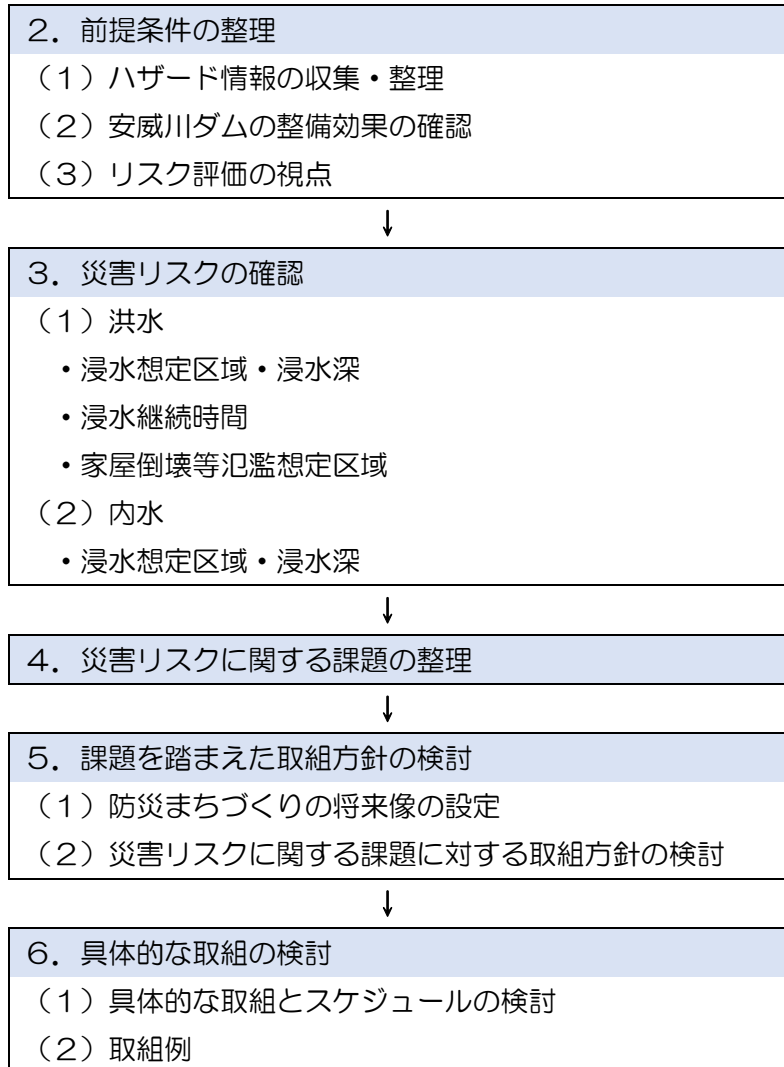 ２．前提条件の整理
（１）ハザード情報の収集・整理
（２）安威川ダムの整備効果の確認
（３）リスク評価の視点
↓
３．災害リスクの確認
（１）洪水
・浸水想定区域・浸水深
・浸水継続時間
・家屋倒壊等氾濫想定区域
（２）内水
・浸水想定区域・浸水深
↓
４．災害リスクに関する課題の整理
↓
５．課題を踏まえた取組方針の検討
（１）防災まちづくりの将来像の設定
（２）災害リスクに関する課題に対する取組方針の検討
↓
６．具体的な取組の検討
（１）具体的な取組とスケジュールの検討
（２）取組例